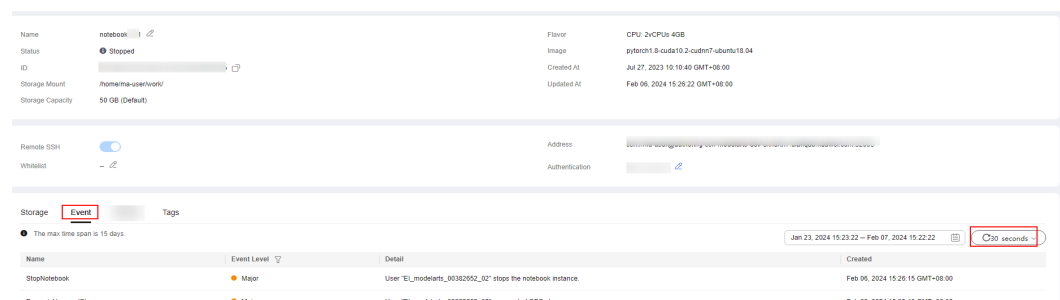 Name notebook l Flavor CPU: 2vCPUs 4GB
Status Stopped Image pytorch1.8-cuda10.2-cudnn7-ubuntu18.04
ID Created At Jul 27, 2023 10:10:40 GMT+08:00
Storage Mount /home/ma-user/work/ Updated At Feb 06, 2024 15:26:22 GMT+08:00
Storage Capacity 50 GB (Default)
Remote SSH Address
Whitelist -- Authentication
Storage Event Tags
The max time span is 15 days. Jan 23, 2024 15:23:22 – Feb 07, 2024 15:22:22 30 seconds
Name Event Level Detail Created
StopNotebook Major User "EI_modelarts_00382652_02" stops the notebook instance. Feb 06, 2024 15:26:15 GMT+08:00